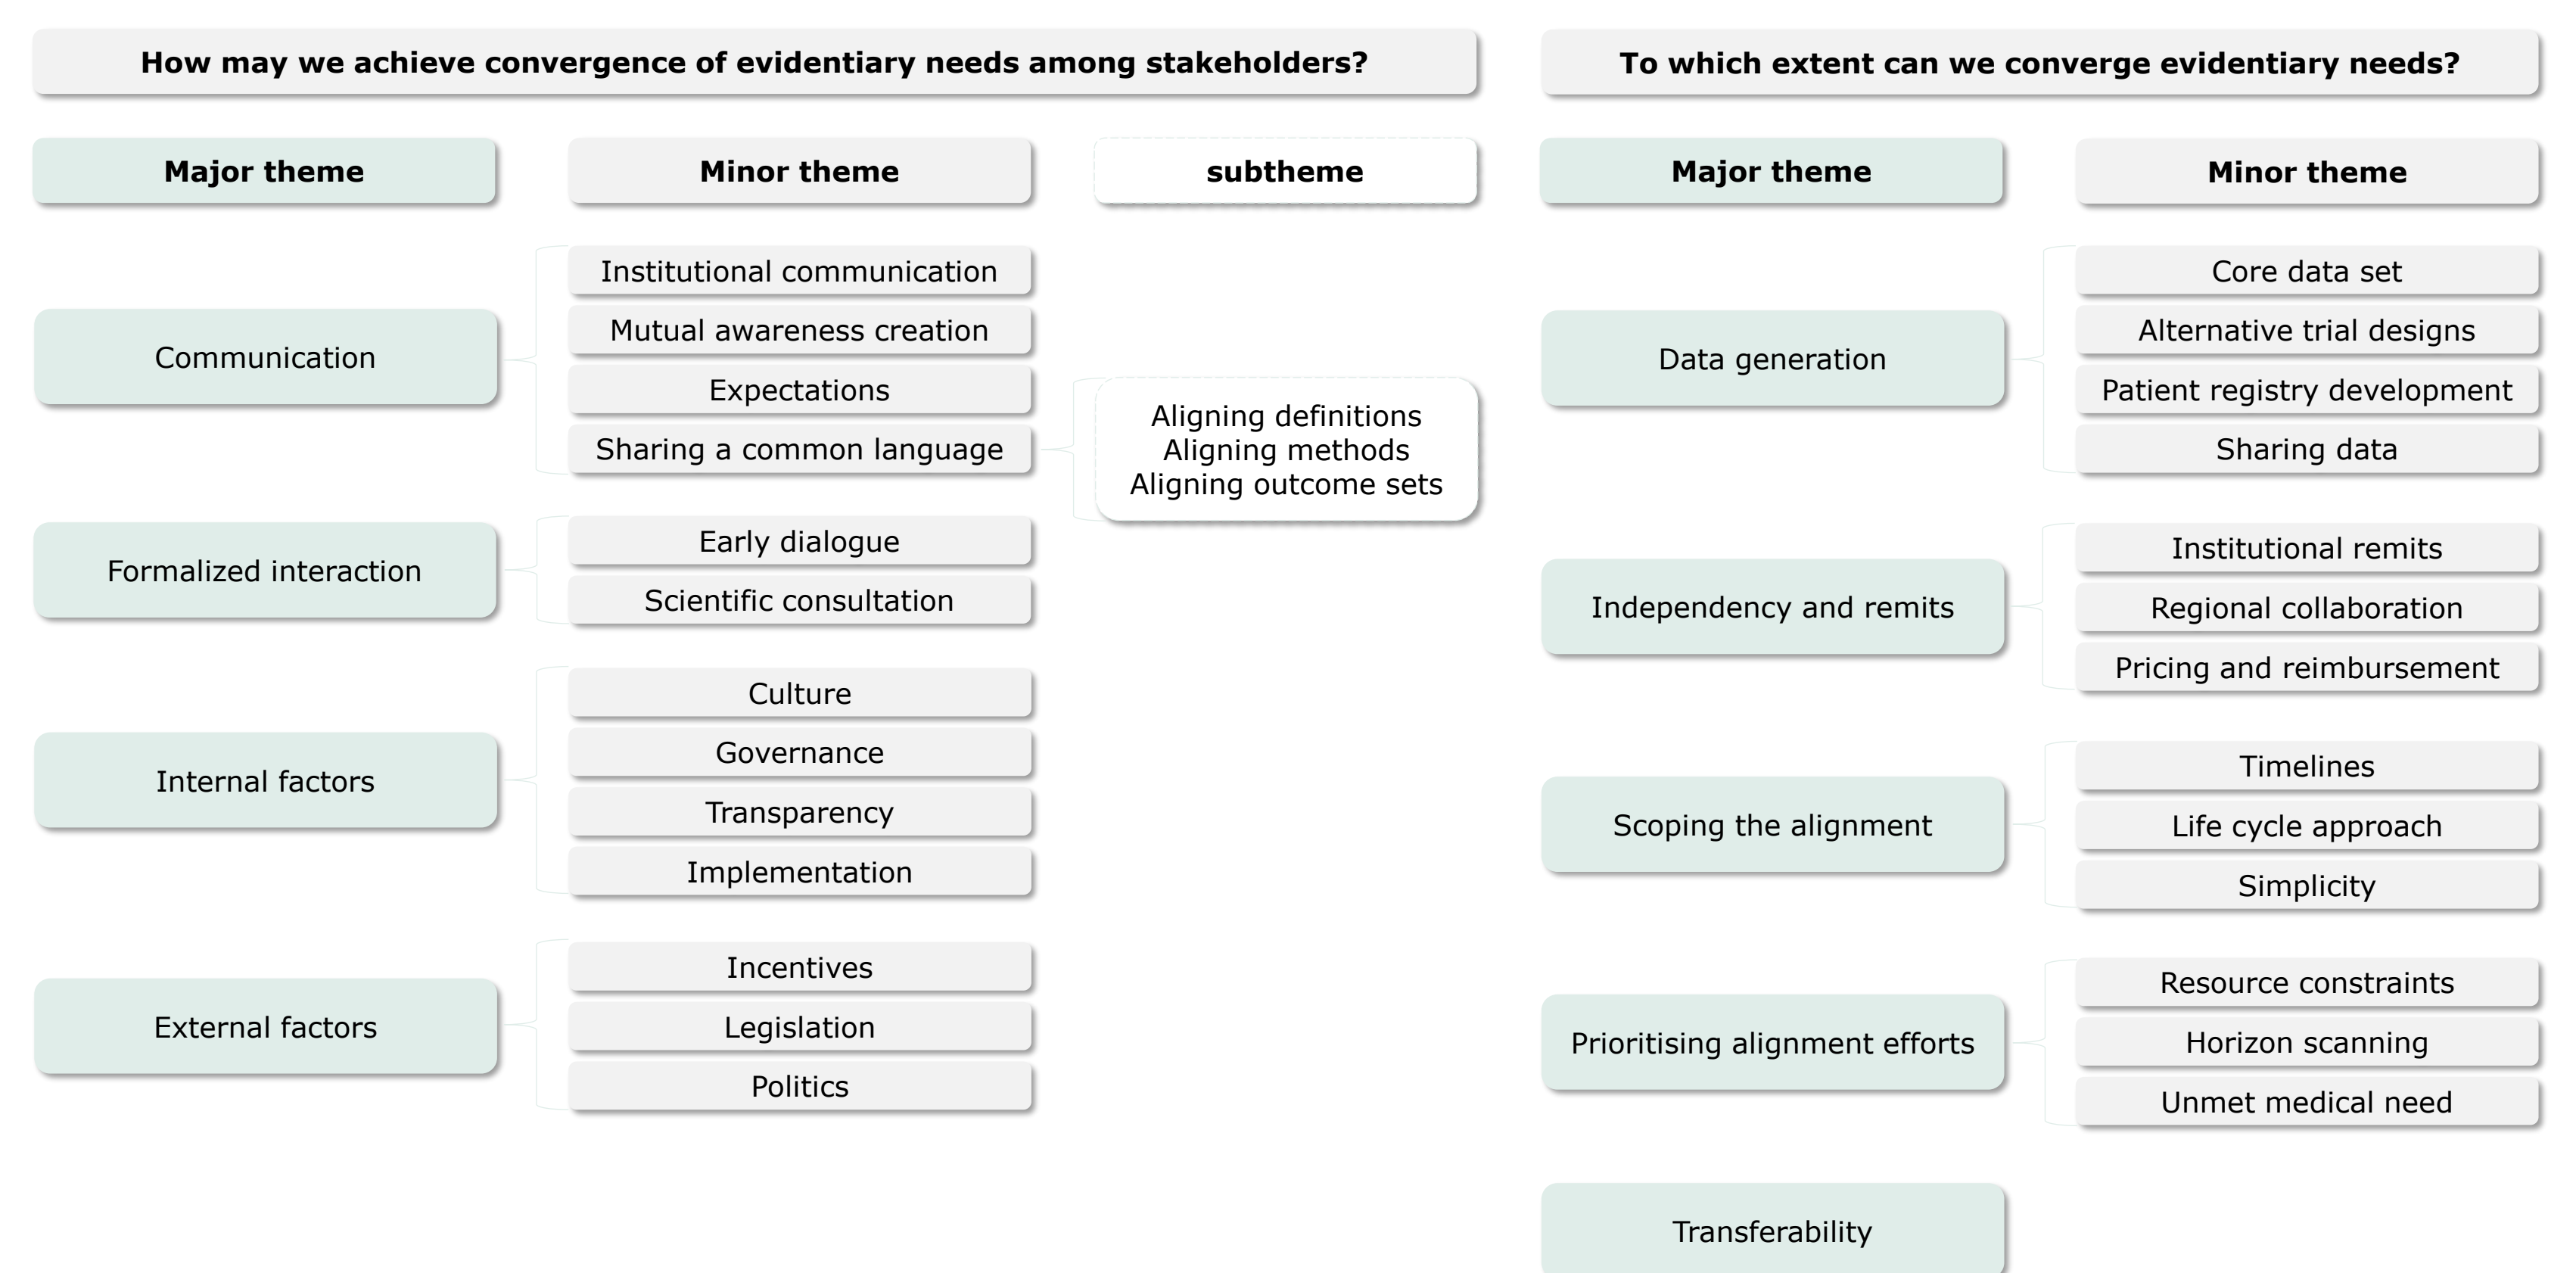 How may we achieve convergence of evidentiary needs among stakeholders?
Major theme
Minor theme
subtheme
Communication
Institutional communication
Mutual awareness creation
Expectations
Sharing a common language
Aligning definitions
Aligning methods
Aligning outcome sets
Formalized interaction
Early dialogue
Scientific consultation
Internal factors
Culture
Governance
Transparency
Implementation
External factors
Incentives
Legislation
Politics
To which extent can we converge evidentiary needs?
Major theme
Minor theme
Data generation
Core data set
Alternative trial designs
Patient registry development
Sharing data
Independency and remits
Institutional remits
Regional collaboration
Pricing and reimbursement
Scoping the alignment
Timelines
Life cycle approach
Simplicity
Prioritising alignment efforts
Resource constraints
Horizon scanning
Unmet medical need
Transferability